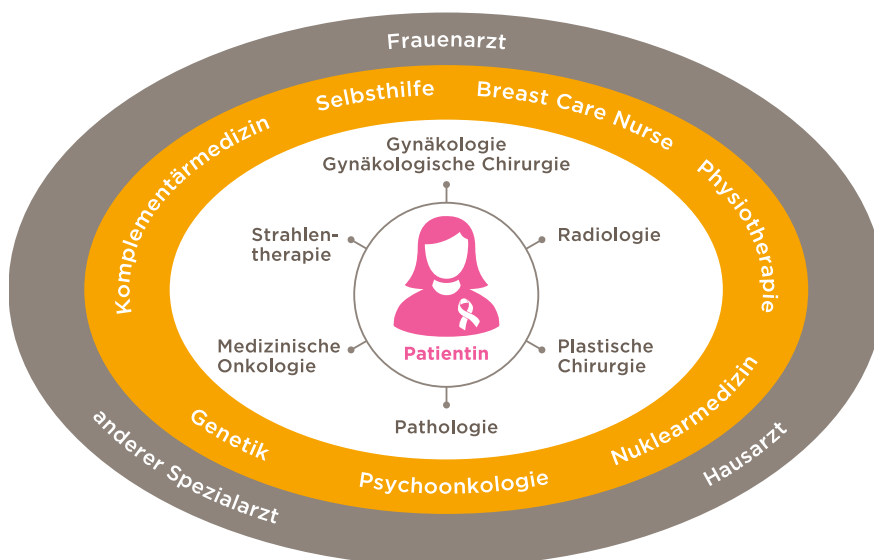 Frauenarzt
Selbsthilfe
Breast Care Nurse
Komplementärmedizin
Physiotherapie
Gynäkologie
Gynäkologische Chirurgie
Strahlen-
therapie
Radiologie
Patientin
Medizinische
Onkologie
Plastische
Chirurgie
Pathologie
Genetik
Psychoonkologie
Nuklearmedizin
anderer Spezialarzt
Hausarzt